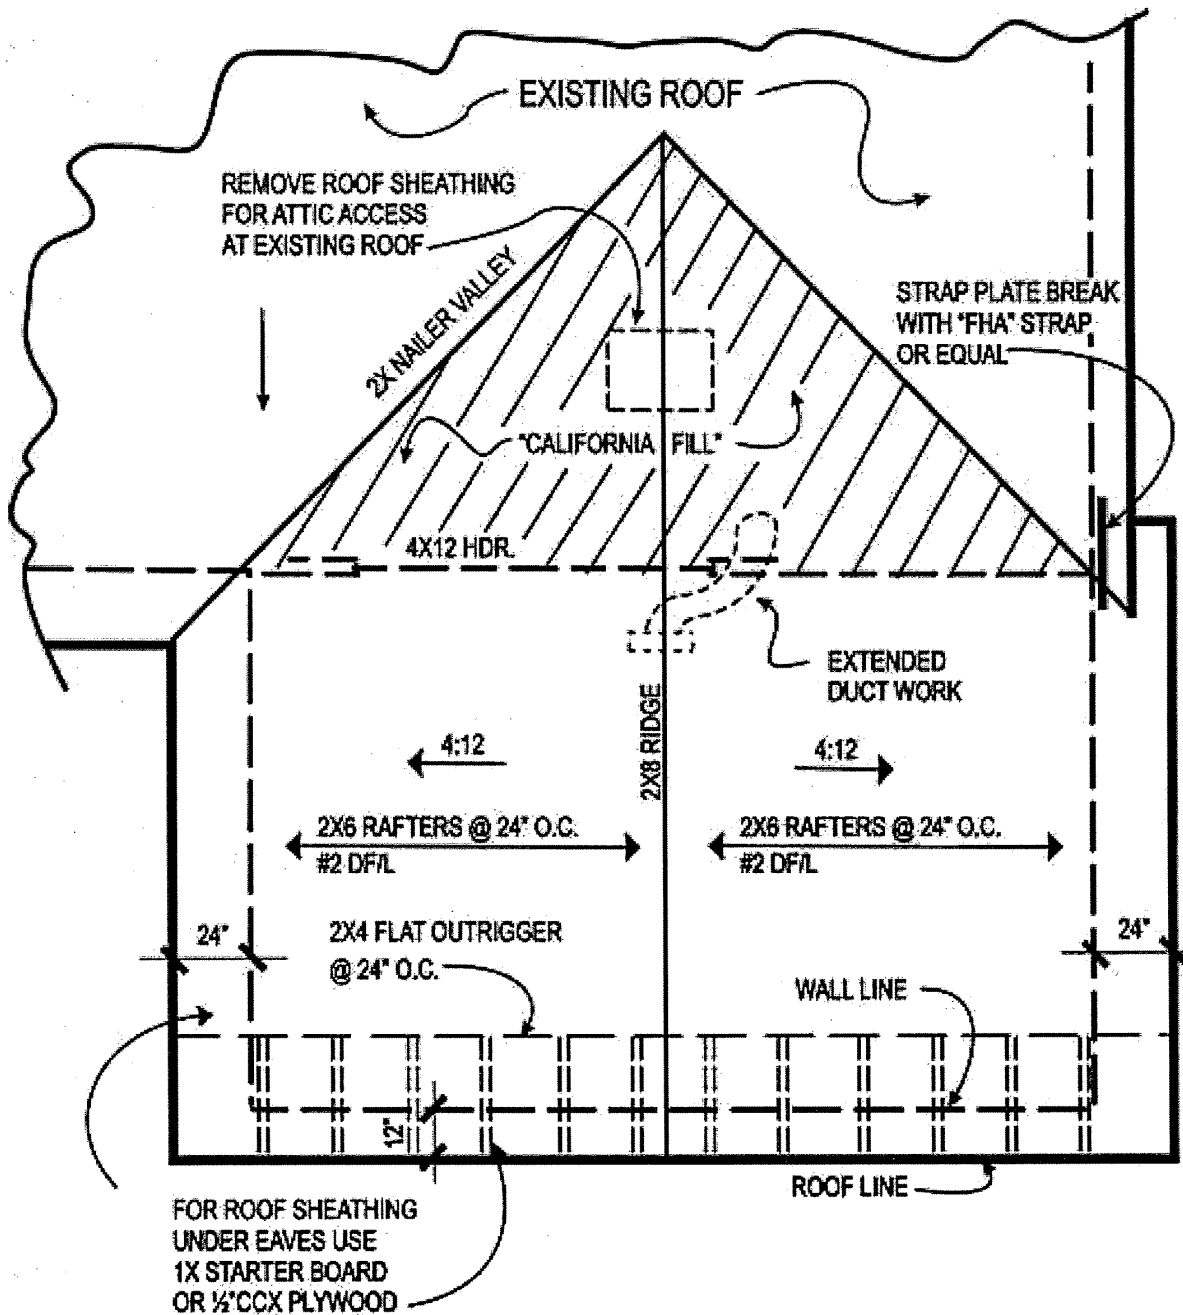 EXISTING ROOF
REMOVE ROOF SHEATHING
FOR ATTIC ACCESS
AT EXISTING ROOF
2X NAILER VALLEY
STRAP PLATE BREAK
WITH "FHA" STRAP
OR EQUAL
"CALIFORNIA FILL"
4X12 HDR.
EXTENDED
DUCT WORK
2X8 RIDGE
4:12
4:12
2X6 RAFTERS @ 24" O.C.
#2 DF/L
2X6 RAFTERS @ 24" O.C.
#2 DF/L
24"
2X4 FLAT OUTRIGGER
@ 24" O.C.
24"
WALL LINE
12"
ROOF LINE
FOR ROOF SHEATHING
UNDER EAVES USE
1X STARTER BOARD
OR ½"CCX PLYWOOD